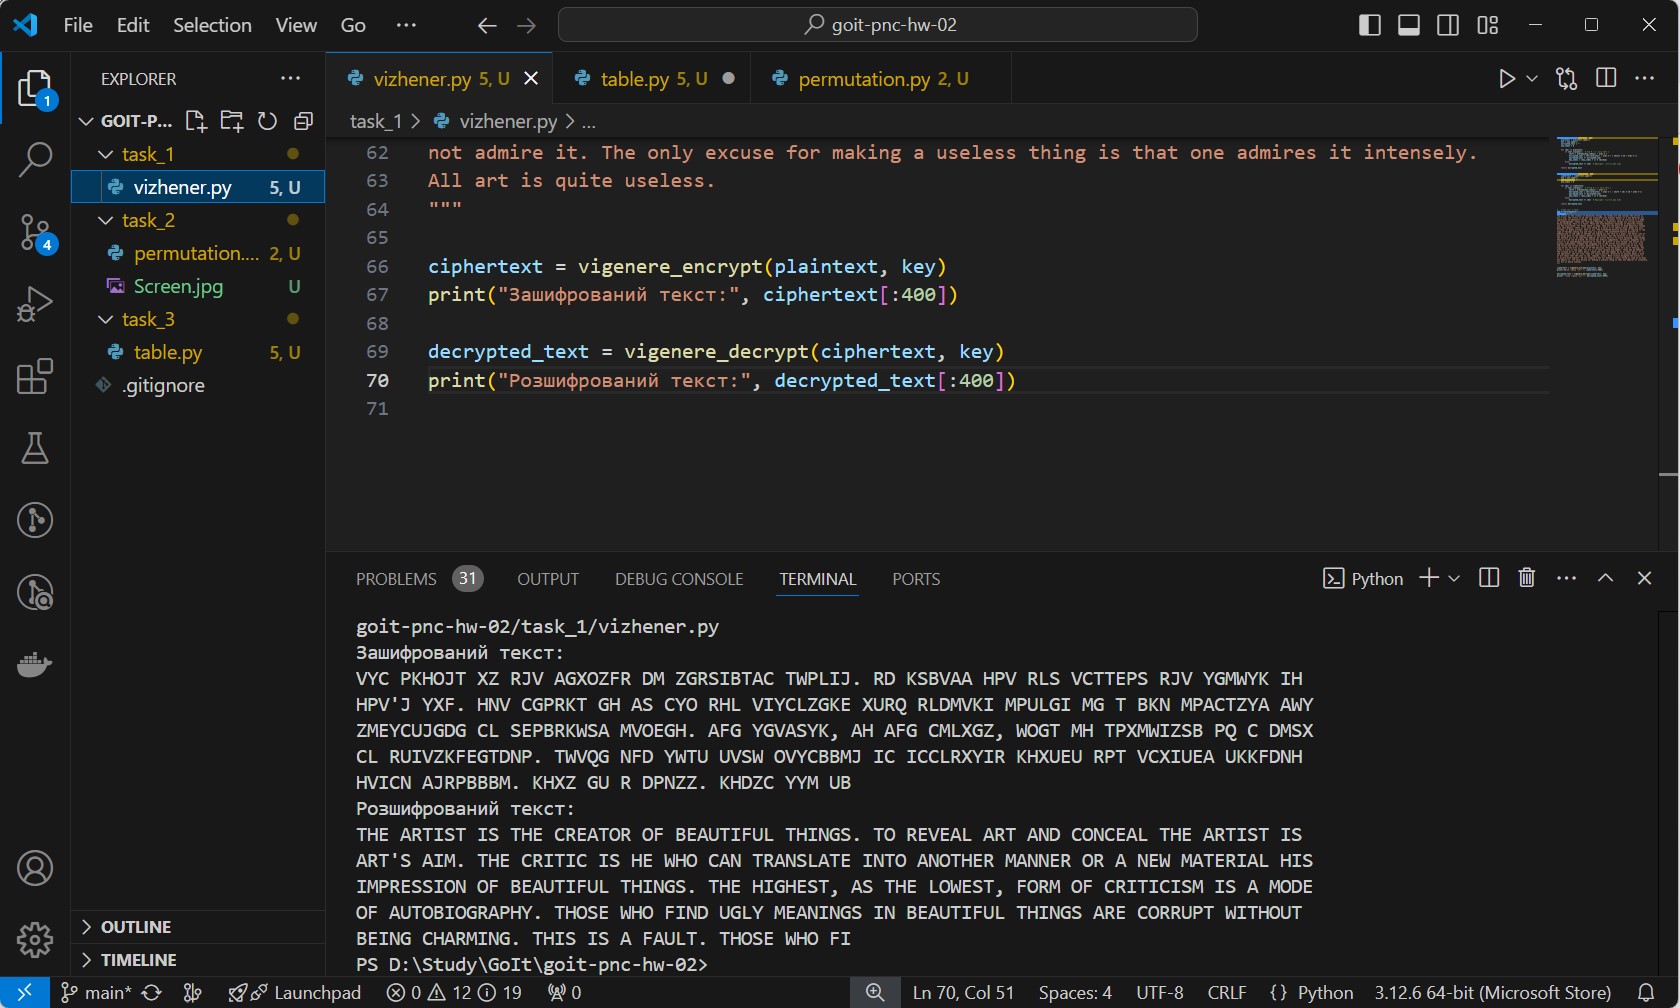 File Edit Selection View Go ··· goit-pnc-hw-02
EXPLORER ···
GOIT-P...
task_1
vizhener.py 5, U
task_2
permutation.... 2, U
Screen.jpg U
task_3
table.py 5, U
.gitignore
OUTLINE
TIMELINE
1
4
vizhener.py 5, U table.py 5, U permutation.py 2, U
task_1 > vizhener.py > ...
62 not admire it. The only excuse for making a useless thing is that one admires it intensely.
63 All art is quite useless.
64 """
65
66 ciphertext = vigenere_encrypt(plaintext, key)
67 print("Зашифрований текст:", ciphertext[:400])
68
69 decrypted_text = vigenere_decrypt(ciphertext, key)
70 print("Розшифрований текст:", decrypted_text[:400])
71
PROBLEMS 31 OUTPUT DEBUG CONSOLE TERMINAL PORTS Python
goit-pnc-hw-02/task_1/vizhener.py
Зашифрований текст:
VYC PKHOJT XZ RJV AGXOZFR DM ZGRSIBTAC TWPLIJ. RD KSBVAA HPV RLS VCTTEPS RJV YGMWYK IH
HPV'J YXF. HNV CGPRKT GH AS CYO RHL VIYCLZGKE XURQ RLDMVKI MPULGI MG T BKN MPACTZYA AWY
ZMEYCUJGDG CL SEPBRKWSA MVOEGH. AFG YGVASYK, AH AFG CMLXGZ, WOGT MH TPXMWIZSB PQ C DMSX
CL RUIVZKFEGTDNP. TWVQG NFD YWTU UVSW OVYCBBMJ IC ICCLRXYIR KHXUEU RPT VCXIUEA UKKFDNH
HVICN AJRPBBBM. KHXZ GU R DPNZZ. KHDZC YYM UB
Розшифрований текст:
THE ARTIST IS THE CREATOR OF BEAUTIFUL THINGS. TO REVEAL ART AND CONCEAL THE ARTIST IS
ART'S AIM. THE CRITIC IS HE WHO CAN TRANSLATE INTO ANOTHER MANNER OR A NEW MATERIAL HIS
IMPRESSION OF BEAUTIFUL THINGS. THE HIGHEST, AS THE LOWEST, FORM OF CRITICISM IS A MODE
OF AUTOBIOGRAPHY. THOSE WHO FIND UGLY MEANINGS IN BEAUTIFUL THINGS ARE CORRUPT WITHOUT
BEING CHARMING. THIS IS A FAULT. THOSE WHO FI
PS D:\Study\GoIt\goit-pnc-hw-02>
main* Launchpad 0 12 19 0 Ln 70, Col 51 Spaces: 4 UTF-8 CRLF {} Python 3.12.6 64-bit (Microsoft Store)